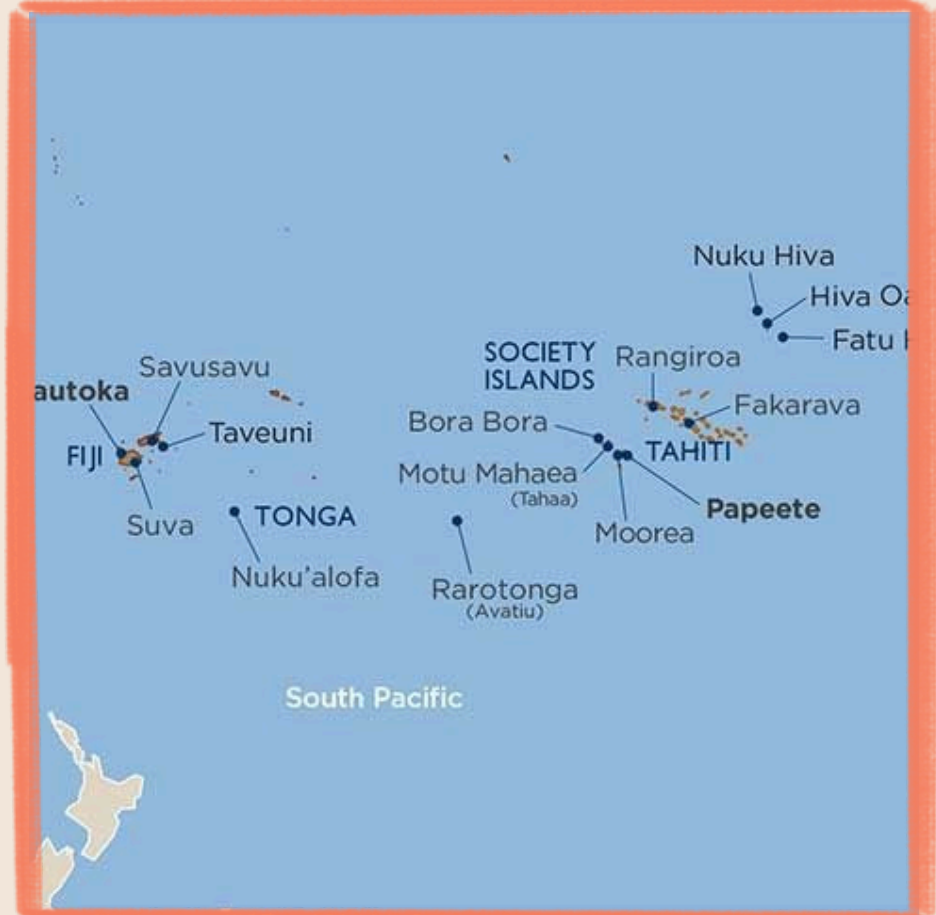 Nuku Hiva
Hiva Oa
Fatu H
SOCIETY
ISLANDS
Rangiroa
Savusavu
autoka
Fakarava
Bora Bora
Taveuni
FIJI
TAHITI
Motu Mahaea
(Tahaa)
Papeete
TONGA
Suva
Moorea
Nuku'alofa
Rarotonga
(Avatiu)
South Pacific